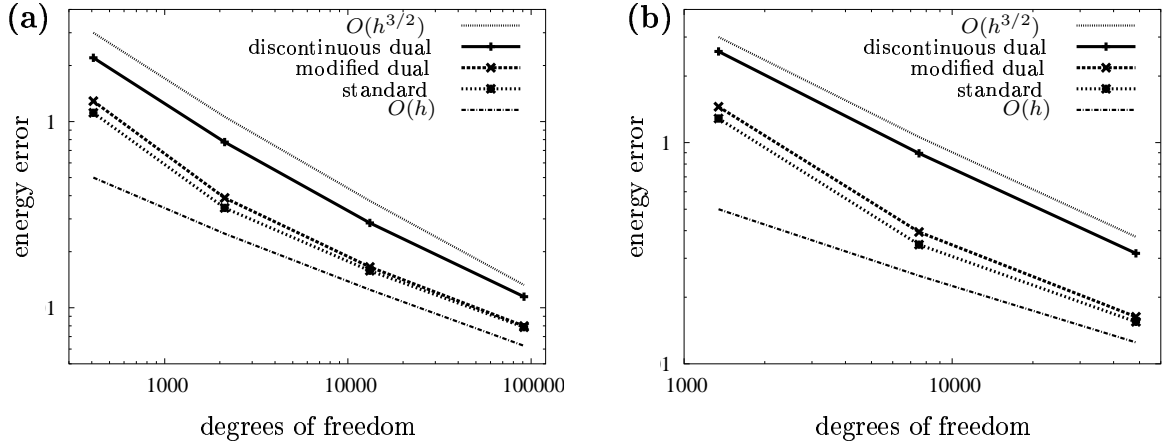 (a)
O(h^{3/2})
discontinuous dual
modified dual
standard
O(h)
1
1
energy error
1000
10000
100000
degrees of freedom
(b)
O(h^{3/2})
discontinuous dual
modified dual
standard
O(h)
1
energy error
1000
10000
degrees of freedom